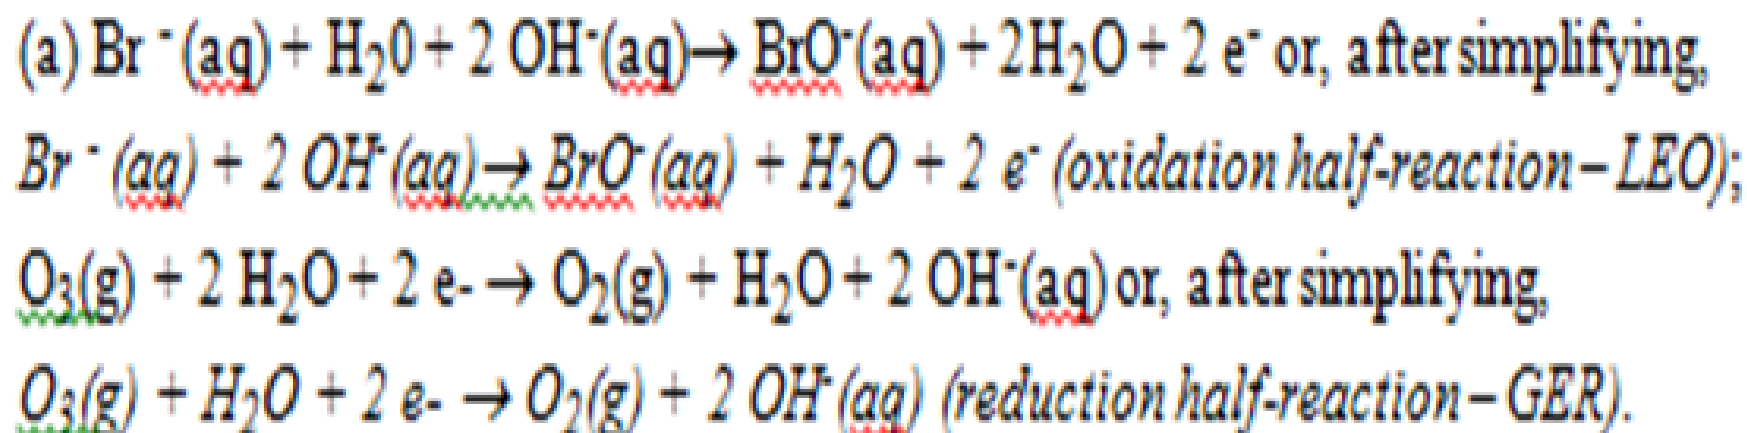 (a) Br ⁻ (aq) + H₂0 + 2 OH⁻(aq)→ BrO⁻(aq) + 2H₂O + 2 e⁻ or, after simplifying,
Br ⁻ (aq) + 2 OH⁻(aq)→ BrO⁻(aq) + H₂O + 2 e⁻ (oxidation half-reaction – LEO);
O₃(g) + 2 H₂O + 2 e- → O₂(g) + H₂O + 2 OH⁻(aq) or, after simplifying,
O₃(g) + H₂O + 2 e- → O₂(g) + 2 OH⁻(aq) (reduction half-reaction – GER).